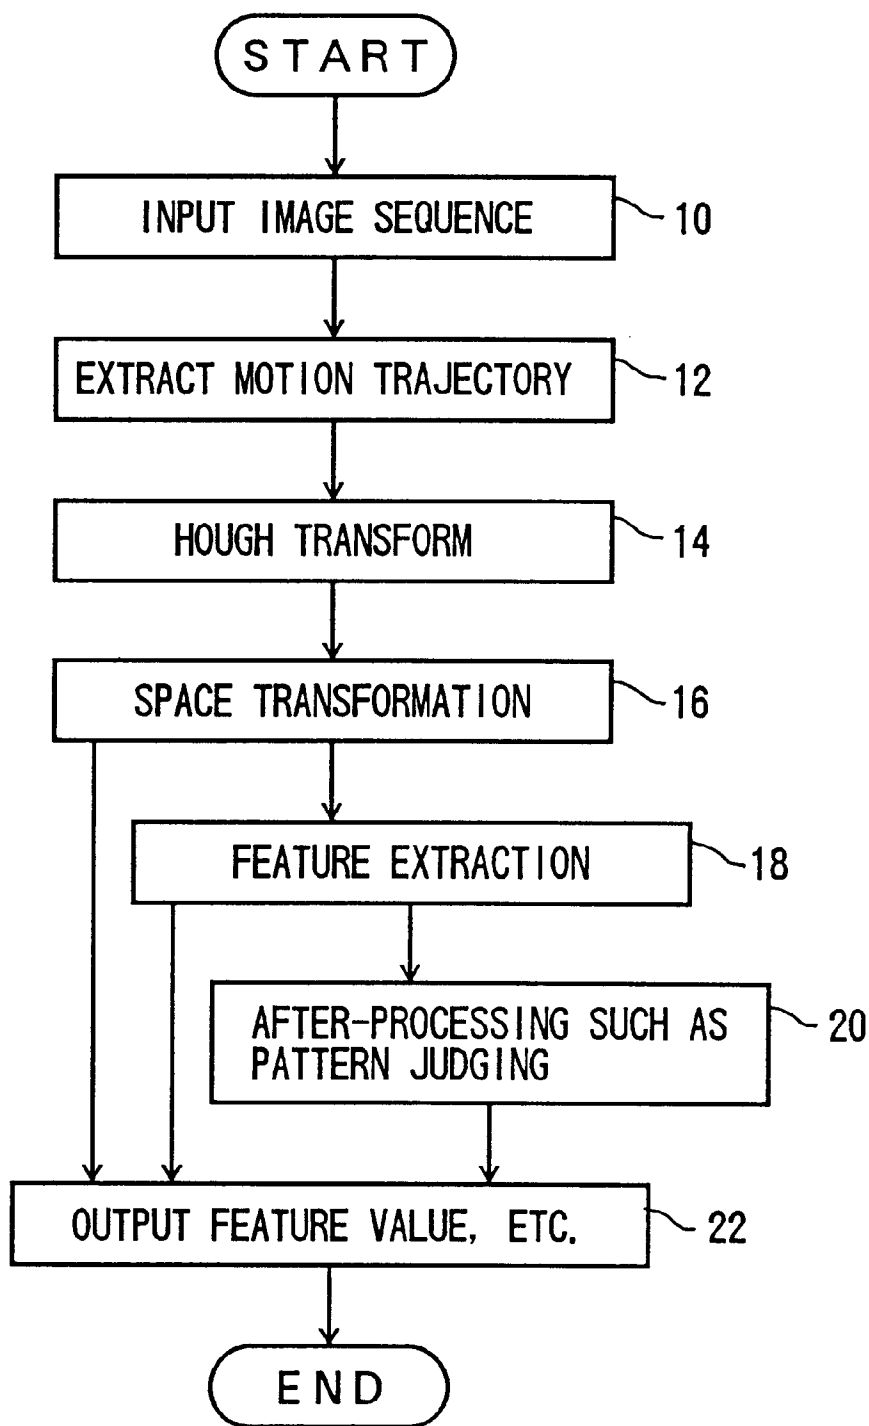 START
INPUT IMAGE SEQUENCE
10
EXTRACT MOTION TRAJECTORY
12
HOUGH TRANSFORM
14
SPACE TRANSFORMATION
16
FEATURE EXTRACTION
18
AFTER-PROCESSING SUCH AS
PATTERN JUDGING
20
OUTPUT FEATURE VALUE, ETC.
22
END